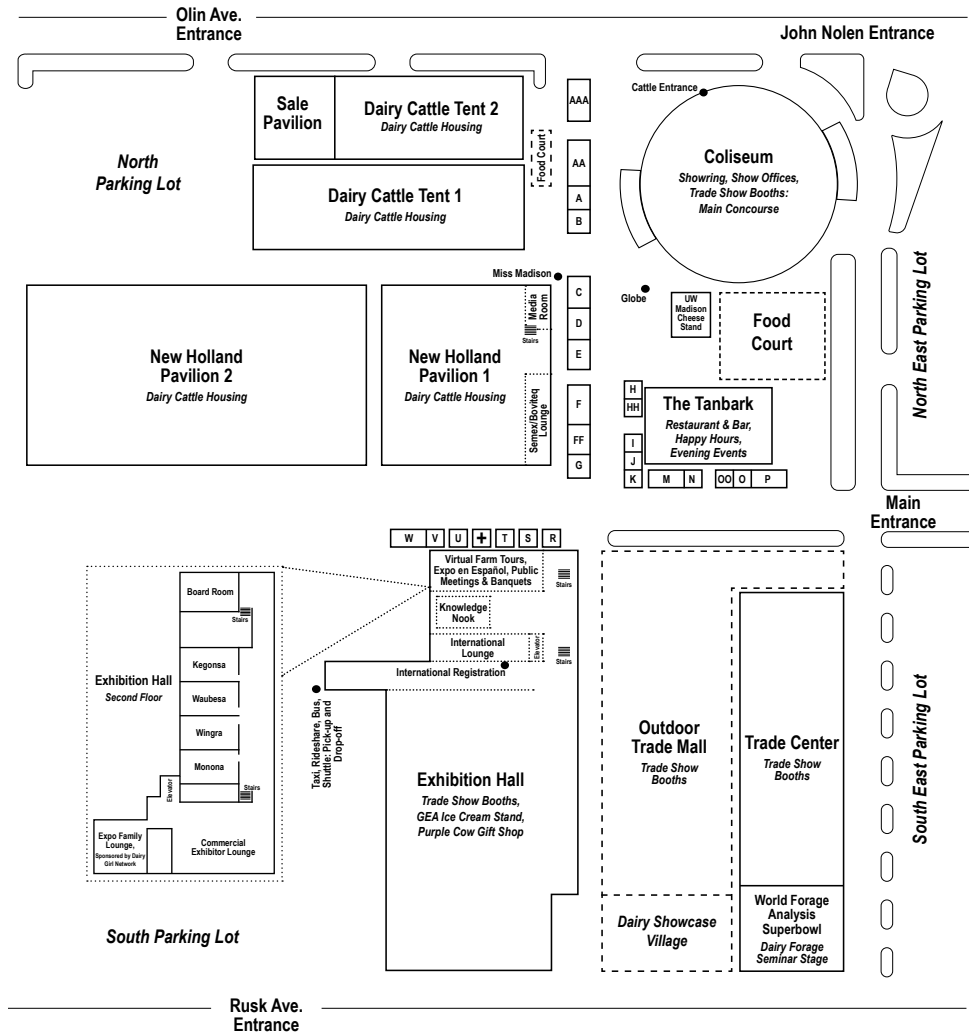 Olin Ave.
Entrance
John Nolen Entrance
Cattle Entrance
Sale
Pavilion
Dairy Cattle Tent 2
Dairy Cattle Housing
AAA
Food Court
AA
A
B
North
Parking Lot
Dairy Cattle Tent 1
Dairy Cattle Housing
Coliseum
Showring, Show Offices,
Trade Show Booths:
Main Concourse
Miss Madison
Globe
C
D
E
F
FF
G
Media
Room
Stairs
Semex/Boviteq
Lounge
UW
Madison
Cheese
Stand
Food
Court
North East Parking Lot
New Holland
Pavilion 2
Dairy Cattle Housing
New Holland
Pavilion 1
Dairy Cattle Housing
H
HH
I
J
K
The Tanbark
Restaurant & Bar,
Happy Hours,
Evening Events
M
N
OO
O
P
Main
Entrance
W
V
U
+
T
S
R
Virtual Farm Tours,
Expo en Español, Public
Meetings & Banquets
Stairs
Knowledge
Nook
International
Lounge
Elevator
Stairs
International Registration
Taxi, Rideshare, Bus,
Shuttle: Pick-up and
Drop-off
Board Room
Stairs
Kegonsa
Exhibition Hall
Second Floor
Waubesa
Wingra
Monona
Elevator
Stairs
Expo Family
Lounge,
Sponsored by Dairy
Girl Network
Commercial
Exhibitor Lounge
Exhibition Hall
Trade Show Booths,
GEA Ice Cream Stand,
Purple Cow Gift Shop
Outdoor
Trade Mall
Trade Show
Booths
Trade Center
Trade Show
Booths
South East Parking Lot
Dairy Showcase
Village
World Forage
Analysis
Superbowl
Dairy Forage
Seminar Stage
South Parking Lot
Rusk Ave.
Entrance